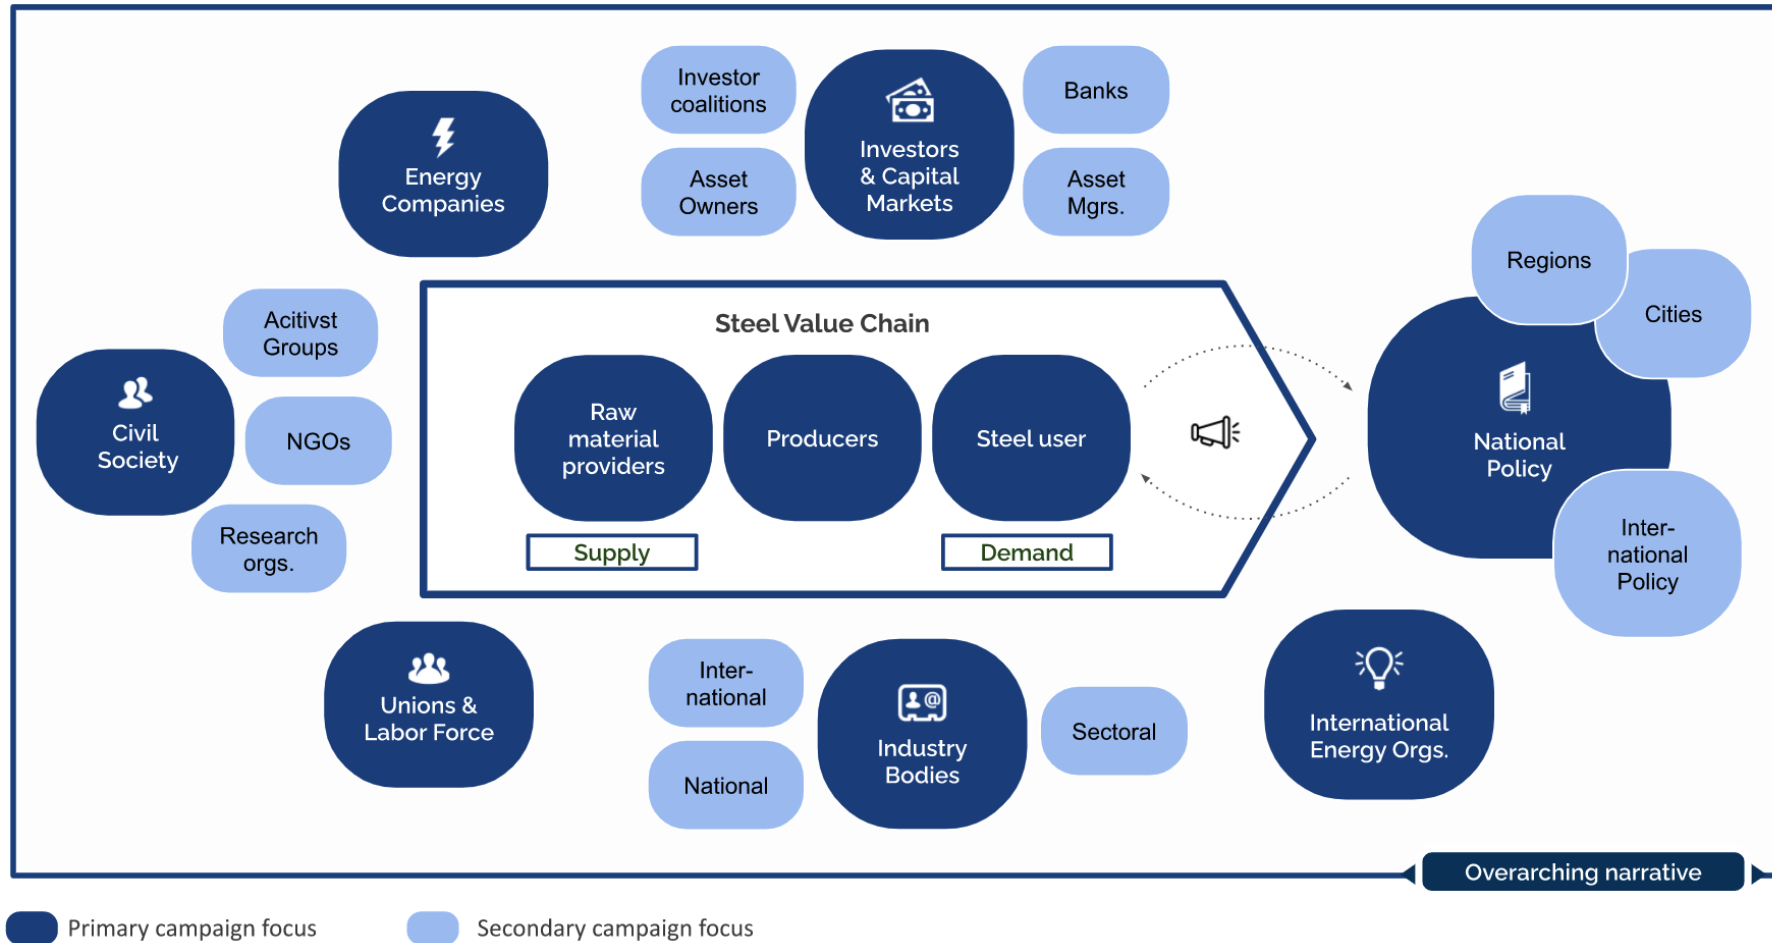 Investor
coalitions
Asset
Owners
Investors
& Capital
Markets
Banks
Asset
Mgrs.
Energy
Companies
Regions
Cities
National
Policy
Inter-
national
Policy
Acitivst
Groups
Civil
Society
NGOs
Research
orgs.
Steel Value Chain
Raw
material
providers
Producers
Steel user
Supply
Demand
Unions &
Labor Force
Inter-
national
National
@
Industry
Bodies
Sectoral
International
Energy Orgs.
Overarching narrative
Primary campaign focus
Secondary campaign focus